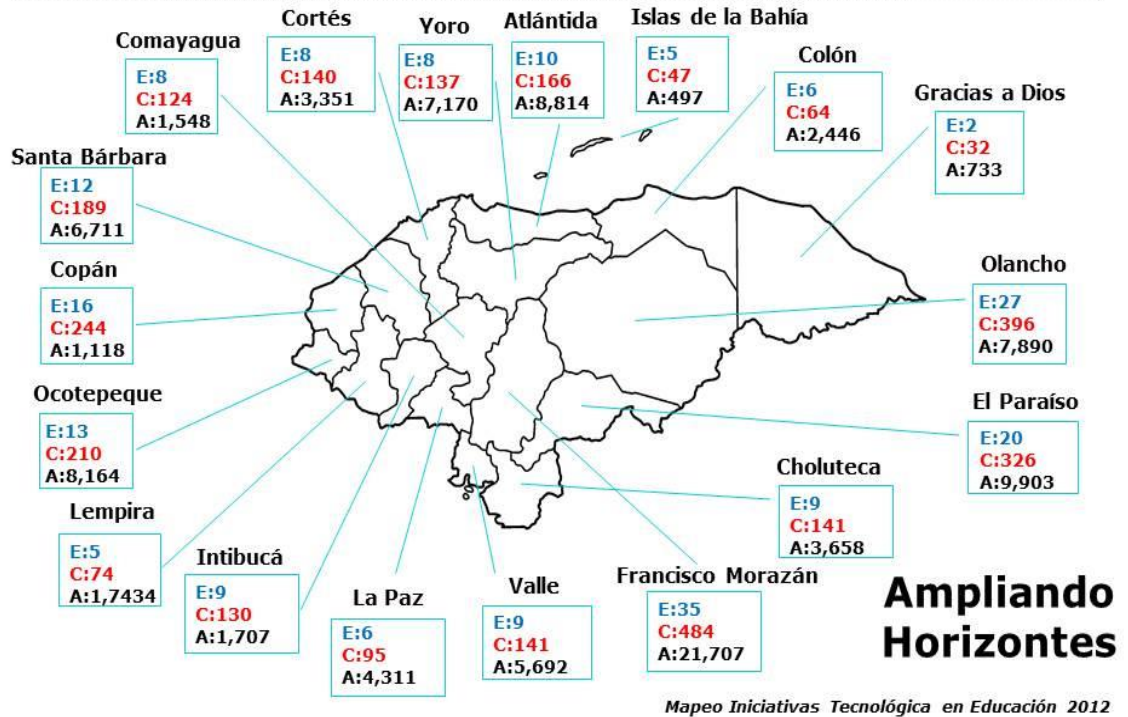 Comayagua
E:8
C:124
A:1,548
Cortés
E:8
C:140
A:3,351
Yoro
E:8
C:137
A:7,170
Atlántida
E:10
C:166
A:8,814
Islas de la Bahía
E:5
C:47
A:497
Colón
E:6
C:64
A:2,446
Gracias a Dios
E:2
C:32
A:733
Santa Bárbara
E:12
C:189
A:6,711
Copán
E:16
C:244
A:1,118
Olancho
E:27
C:396
A:7,890
Ocotepeque
E:13
C:210
A:8,164
El Paraíso
E:20
C:326
A:9,903
Choluteca
E:9
C:141
A:3,658
Lempira
E:5
C:74
A:1,7434
Intibucá
E:9
C:130
A:1,707
La Paz
E:6
C:95
A:4,311
Valle
E:9
C:141
A:5,692
Francisco Morazán
E:35
C:484
A:21,707
Ampliando
Horizontes
Mapeo Iniciativas Tecnológica en Educación 2012